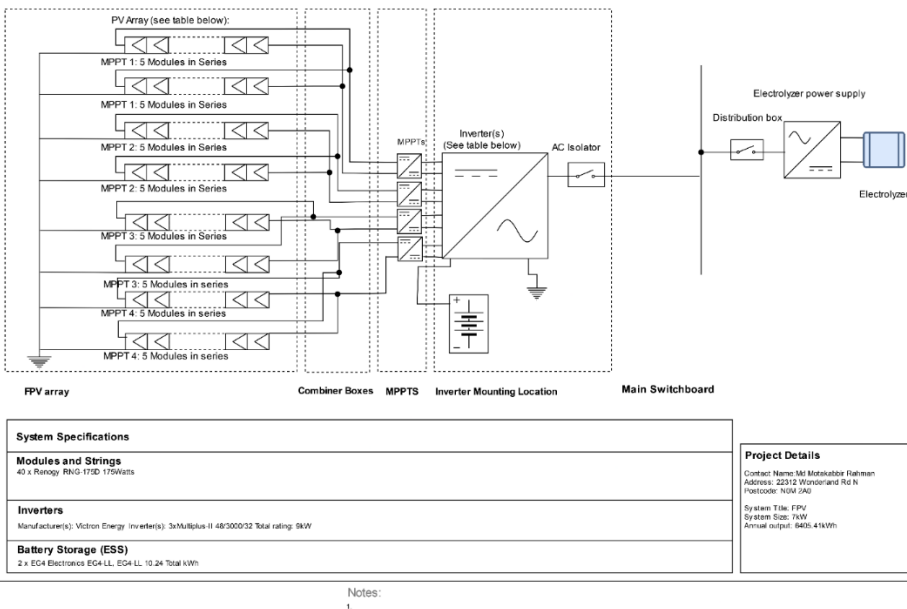 PV Array (see table below):
MPPT 1: 5 Modules in Series
MPPT 1: 5 Modules in Series
MPPT 2: 5 Modules in Series
MPPT 2: 5 Modules in Series
MPPT 3: 5 Modules in Series
MPPT 3: 5 Modules in series
MPPT 4: 5 Modules in series
MPPT 4: 5 Modules in series
MPPTs
Inverter(s)
(See table below)
AC Isolator
Electrolyzer power supply
Distribution box
Electrolyzer
+
−
FPV array
Combiner Boxes
MPPTS
Inverter Mounting Location
Main Switchboard
System Specifications
Modules and Strings
40 x Renogy RNG-175D 175Watts
Inverters
Manufacturer(s): Victron Energy Inverter(s): 3xMultiplus-II 48/3000/32 Total rating: 9kW
Battery Storage (ESS)
2 x EG4 Electronics EG4-LL, EG4-LL 10.24 Total kWh
Project Details
Contact Name:Md Motakabbir Rahman
Address: 22312 Wonderland Rd N
Postcode: N0M 2A0
System Title: FPV
System Size: 7kW
Annual output: 6405.41kWh
Notes:
1.